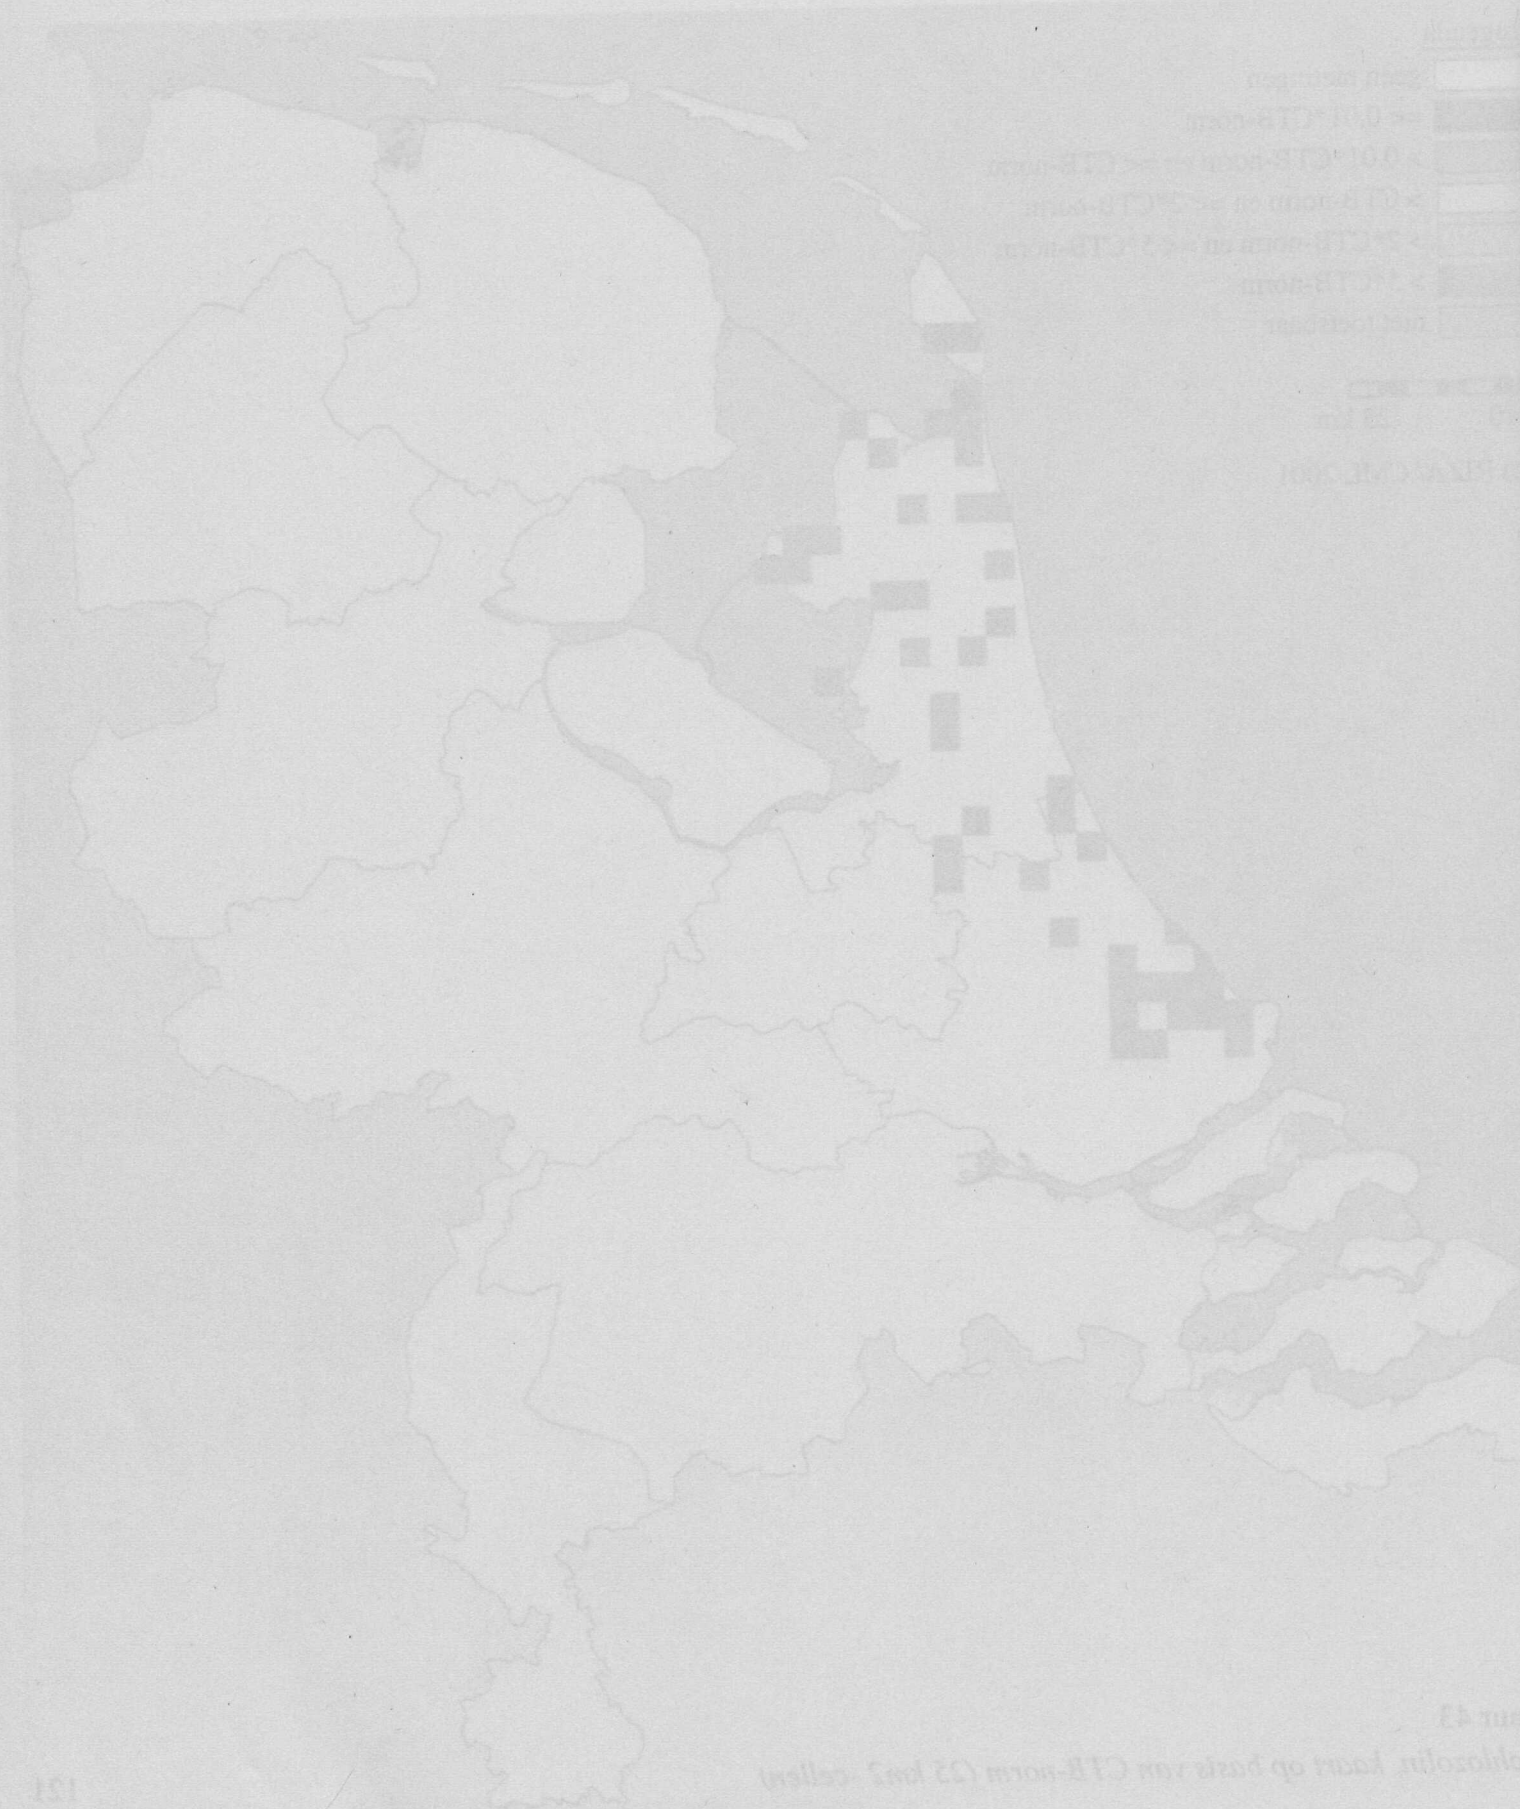 geen metingen
=< 0,01*CTB-norm
> 0.01*CTB-norm en =< CTB-norm
> CTB-norm en =< 2*CTB-norm
> 2*CTB-norm en =< 5*CTB-norm
> 5*CTB-norm
niet toetsbaar
0 25 km
RIZA/CML 2001
43
kaart op basis van CTB-norm (25 km2 -cellen)
121